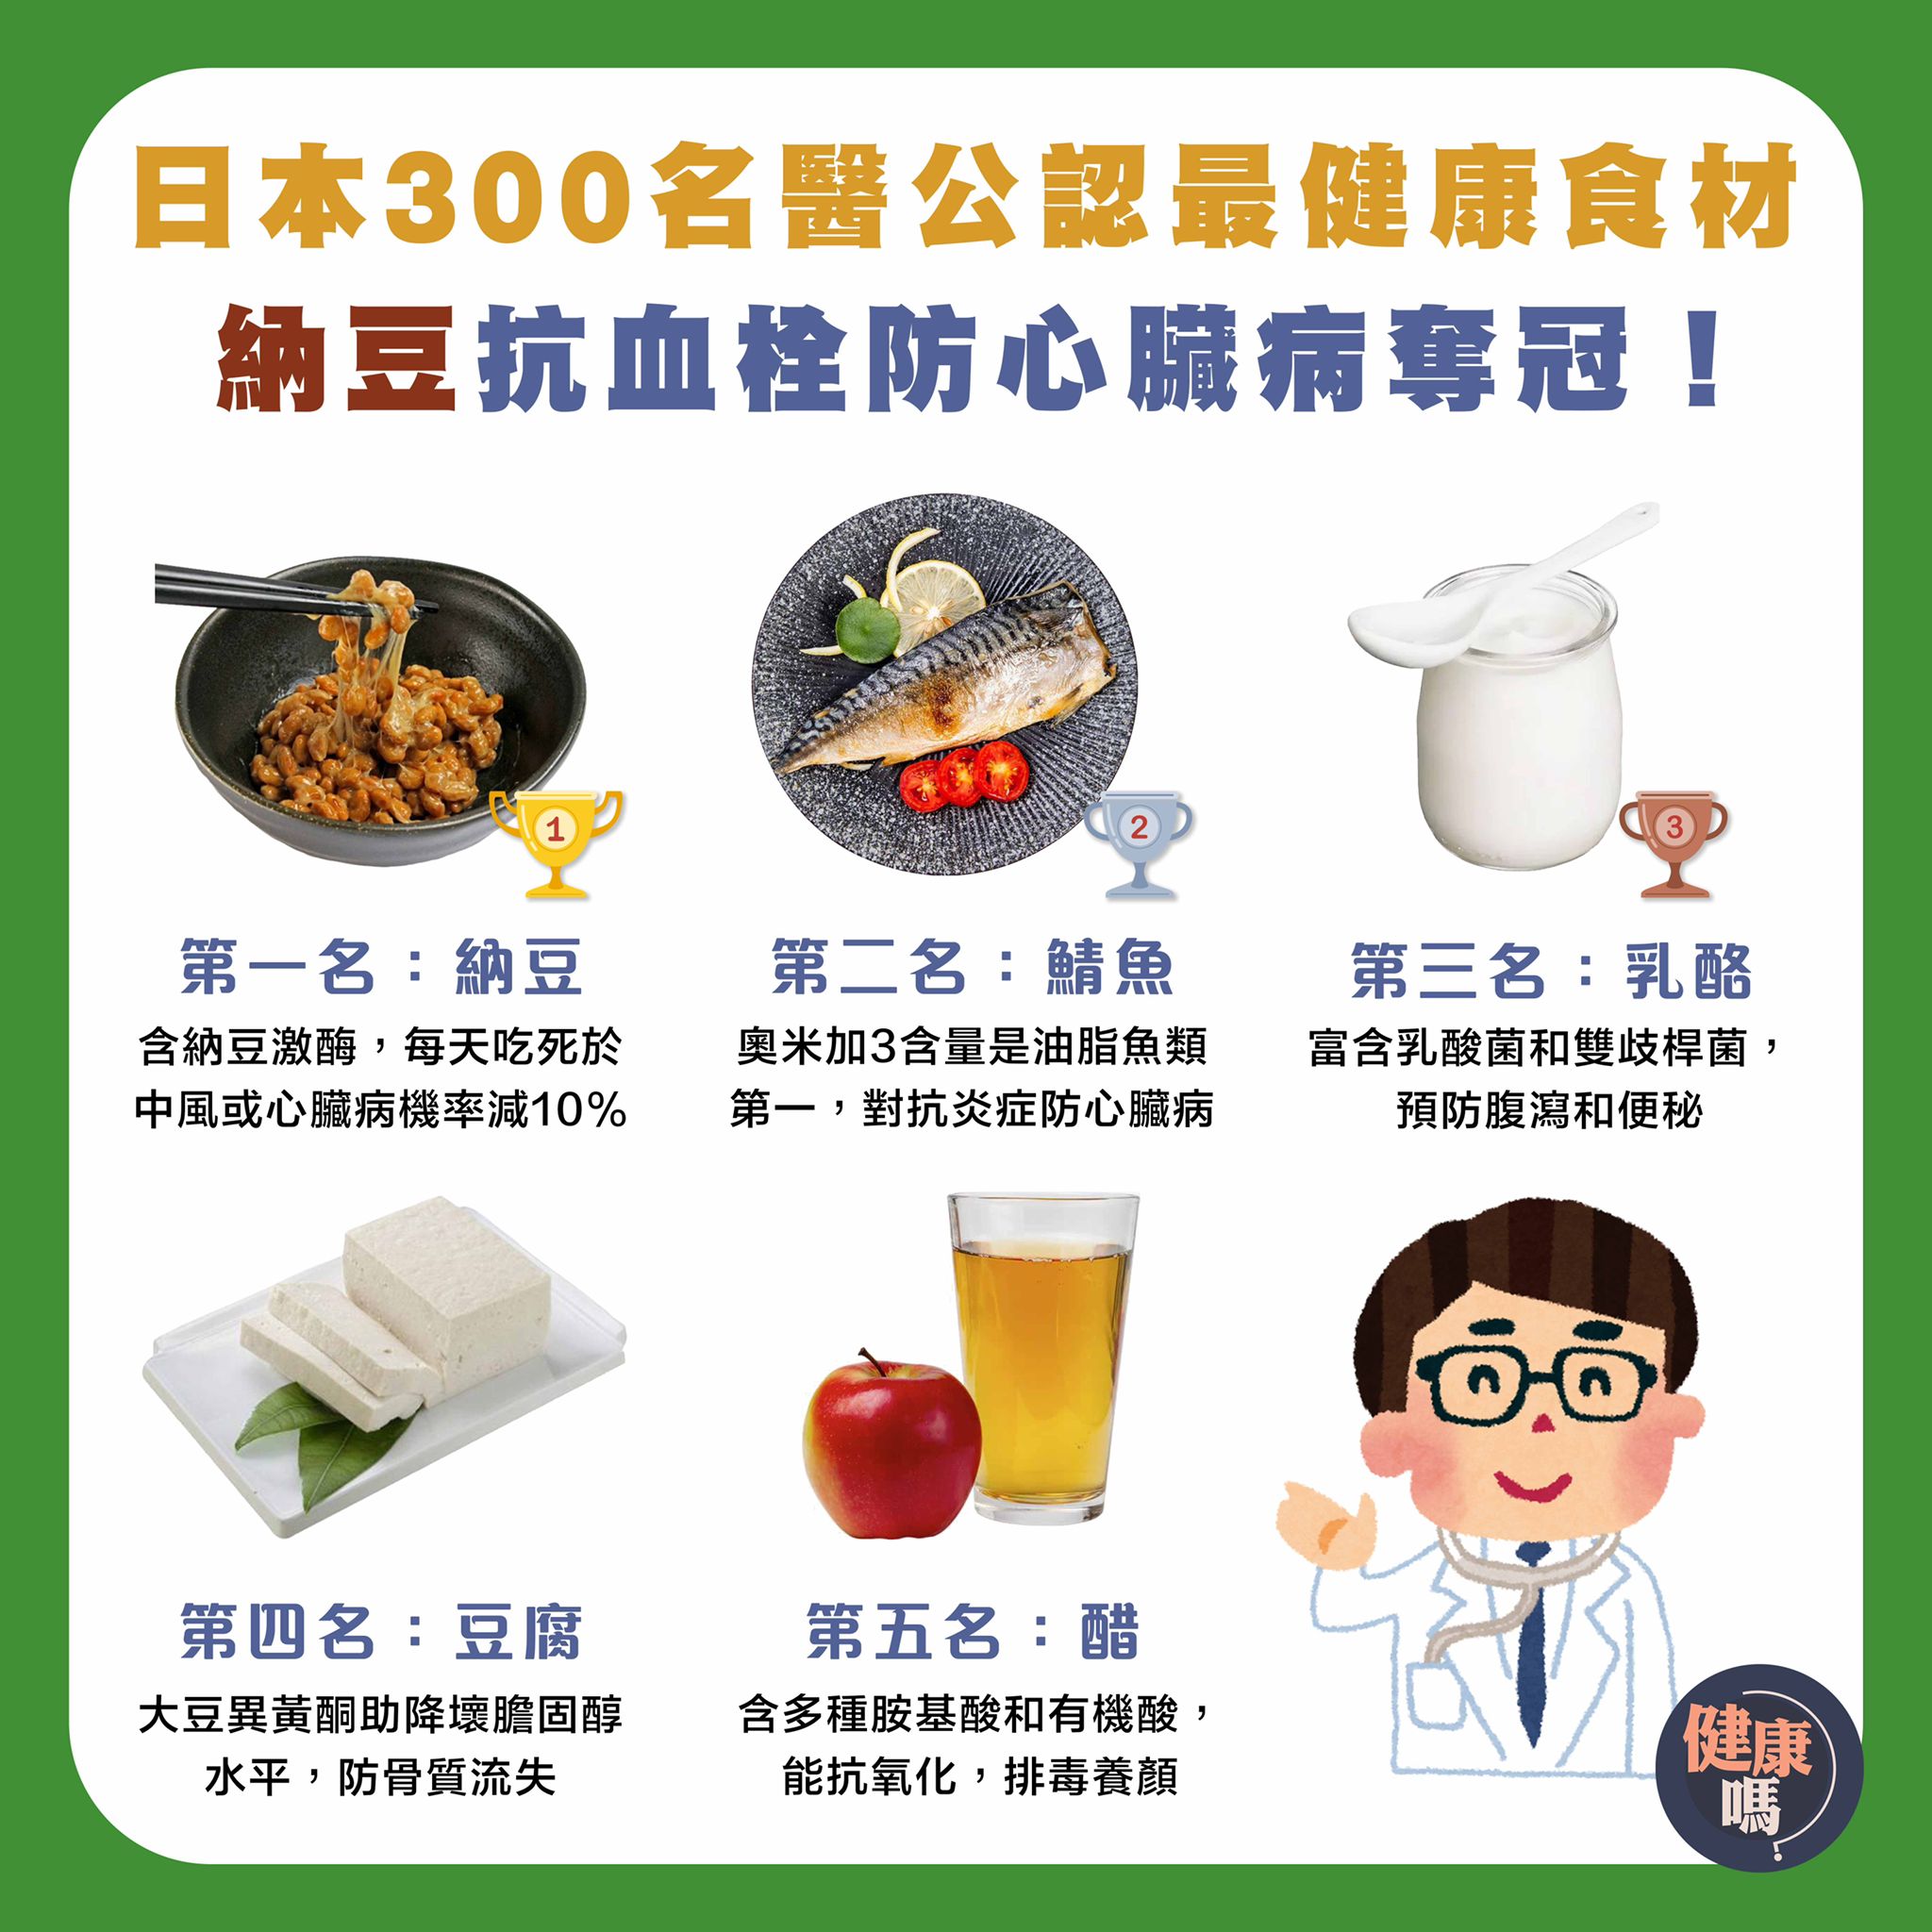 日本300名醫公認最健康食材
納豆抗血栓防心臟病奪冠！
1
2
3
第一名：納豆
含納豆激酶，每天吃死於
中風或心臟病機率減10%
第二名：鯖魚
奧米加3含量是油脂魚類
第一，對抗炎症防心臟病
第三名：乳酪
富含乳酸菌和雙歧桿菌，
預防腹瀉和便秘
第四名：豆腐
大豆異黃酮助降壞膽固醇
水平，防骨質流失
第五名：醋
含多種胺基酸和有機酸，
能抗氧化，排毒養顏
健康
嗎?